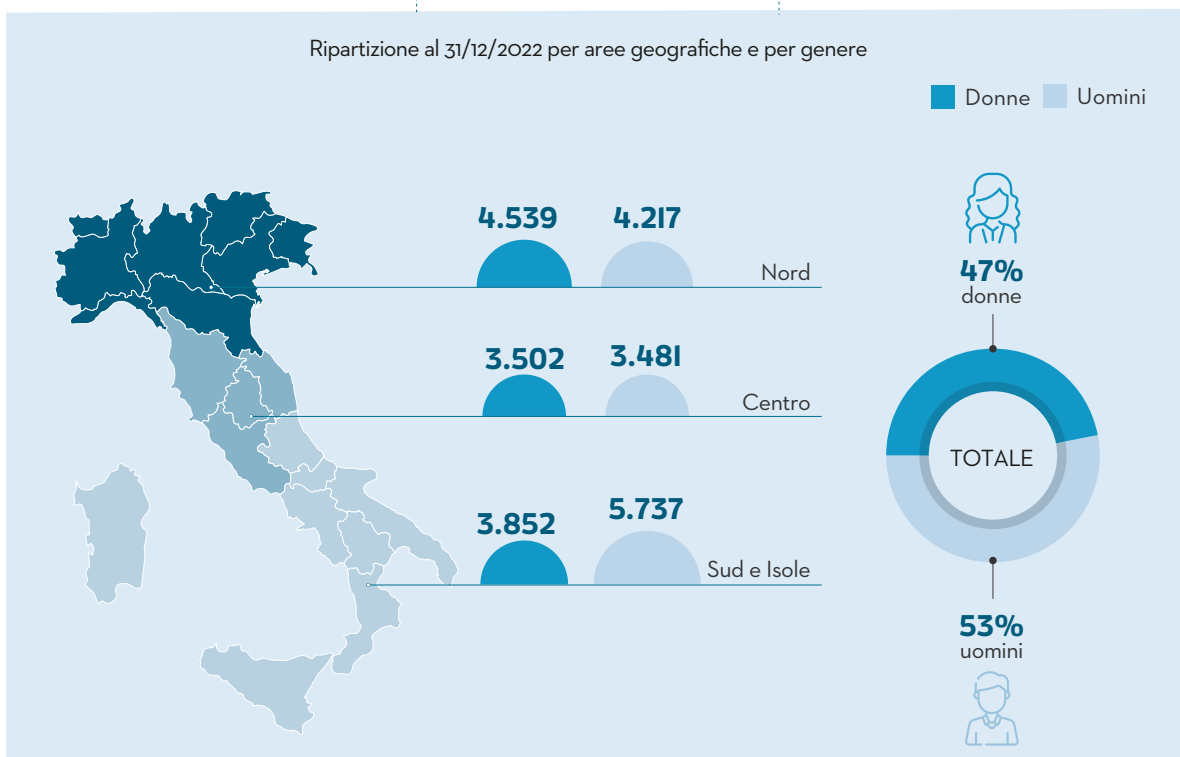 Ripartizione al 31/12/2022 per aree geografiche e per genere
Donne Uomini
4.539 4.217
Nord
3.502 3.481
Centro
3.852 5.737
Sud e Isole
47%
donne
TOTALE
53%
uomini